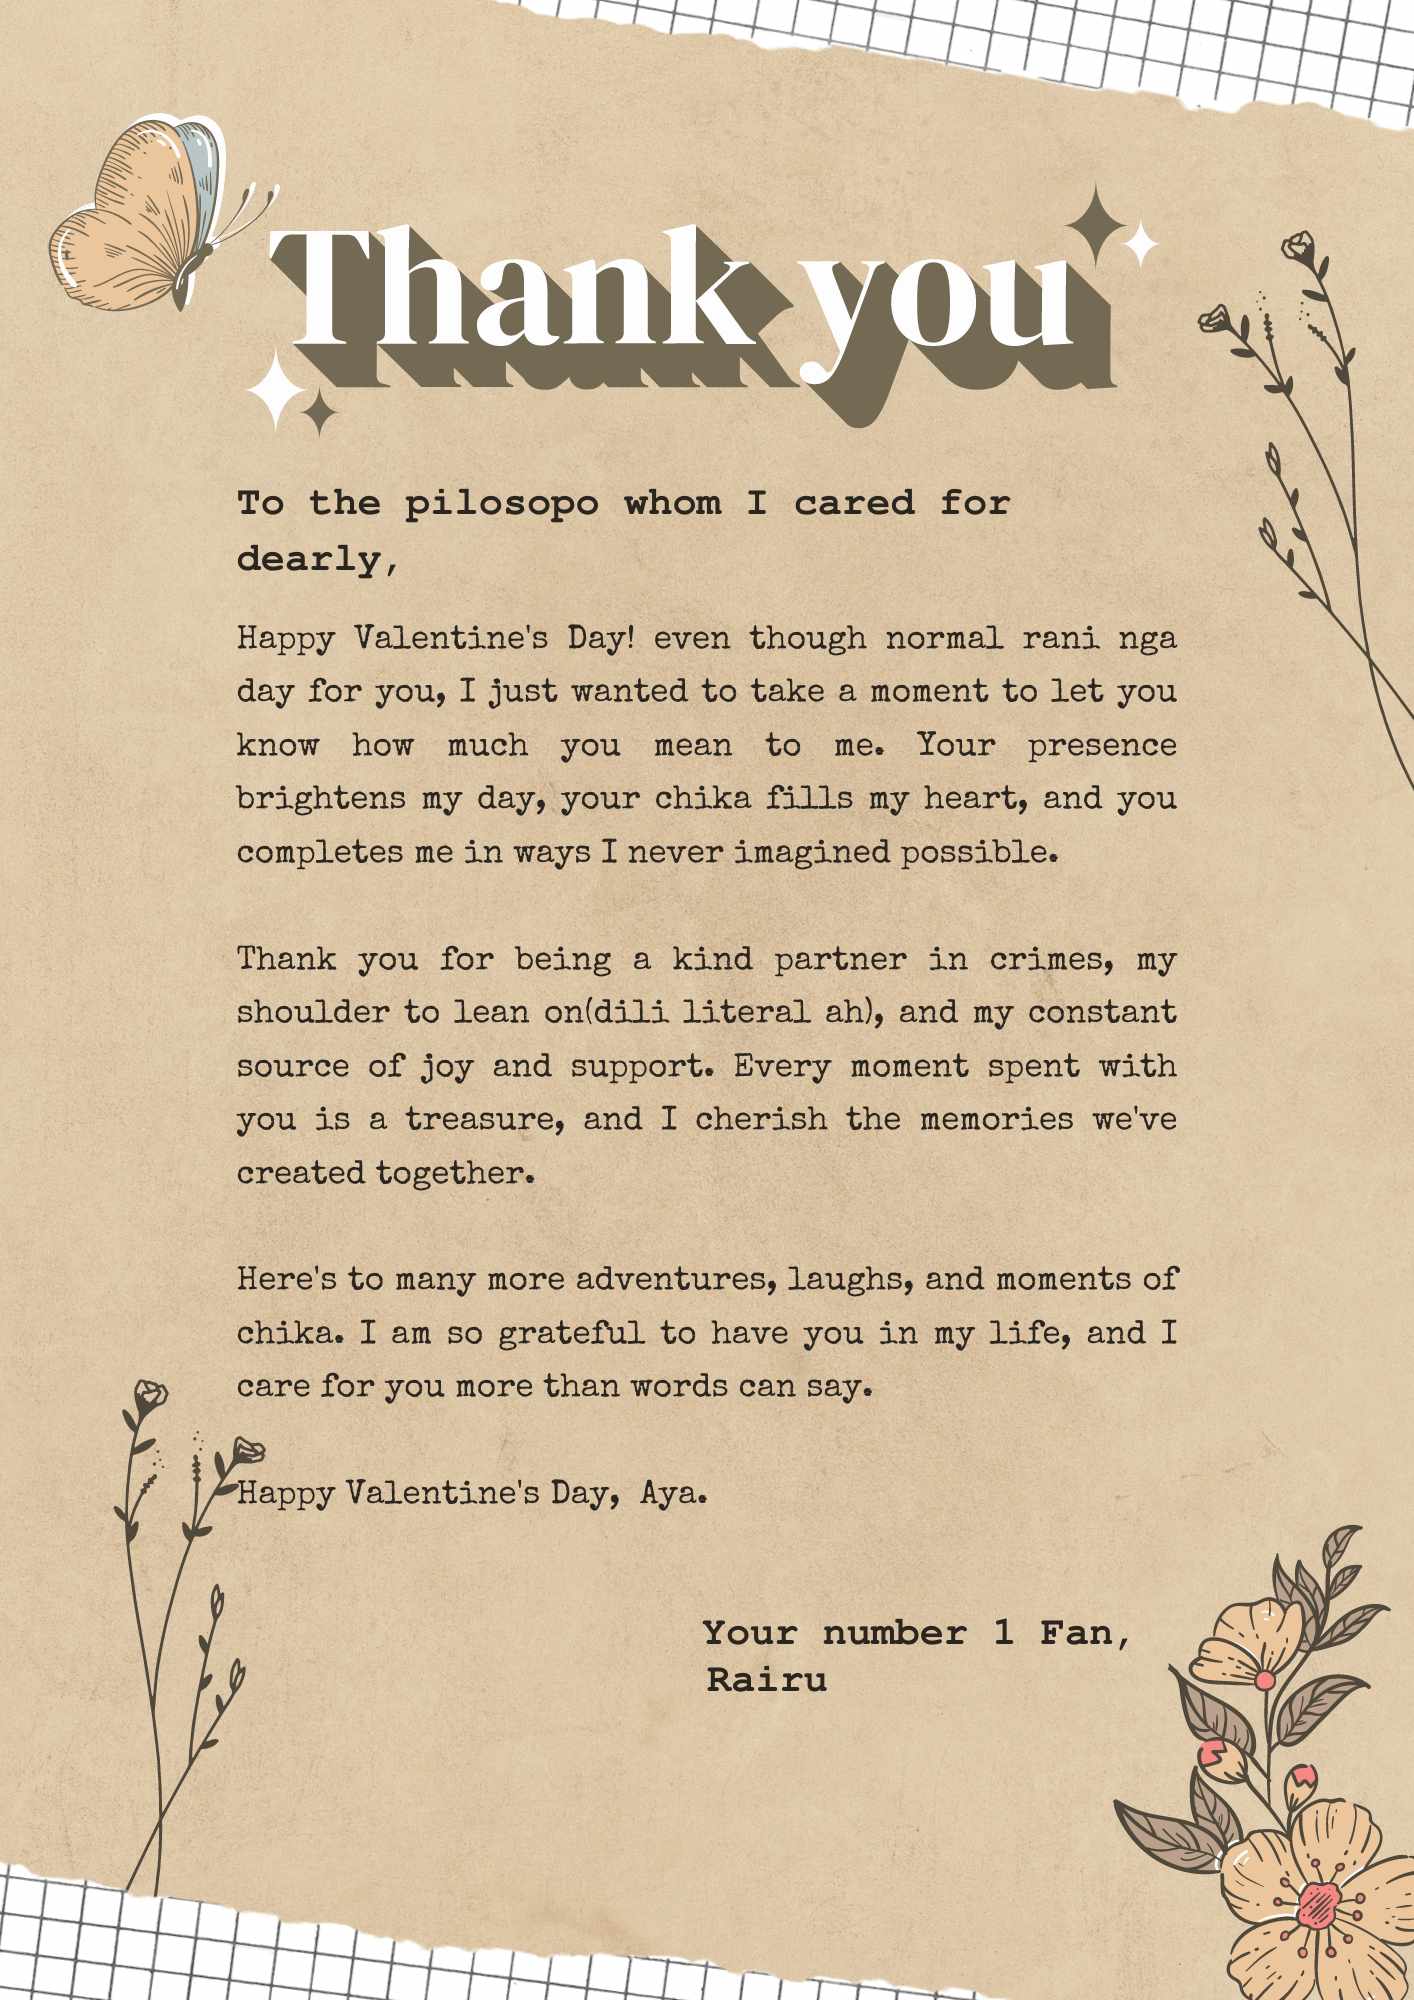 Thank you
To the pilosopo whom I cared for
dearly,
Happy Valentine's Day! even though normal rani nga
day for you, I just wanted to take a moment to let you
know how much you mean to me. Your presence
brightens my day, your chika fills my heart, and you
completes me in ways I never imagined possible.
Thank you for being a kind partner in crimes, my
shoulder to lean on(dili literal ah), and my constant
source of joy and support. Every moment spent with
you is a treasure, and I cherish the memories we've
created together.
Here's to many more adventures, laughs, and moments of
chika. I am so grateful to have you in my life, and I
care for you more than words can say.
Happy Valentine's Day, Aya.
Your number 1 Fan,
Rairu